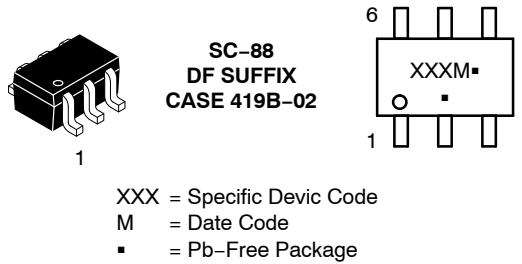 SC−88
DF SUFFIX
CASE 419B−02
1
6
XXXM▪
▪
1
XXX = Specific Devic Code
M = Date Code
▪ = Pb−Free Package